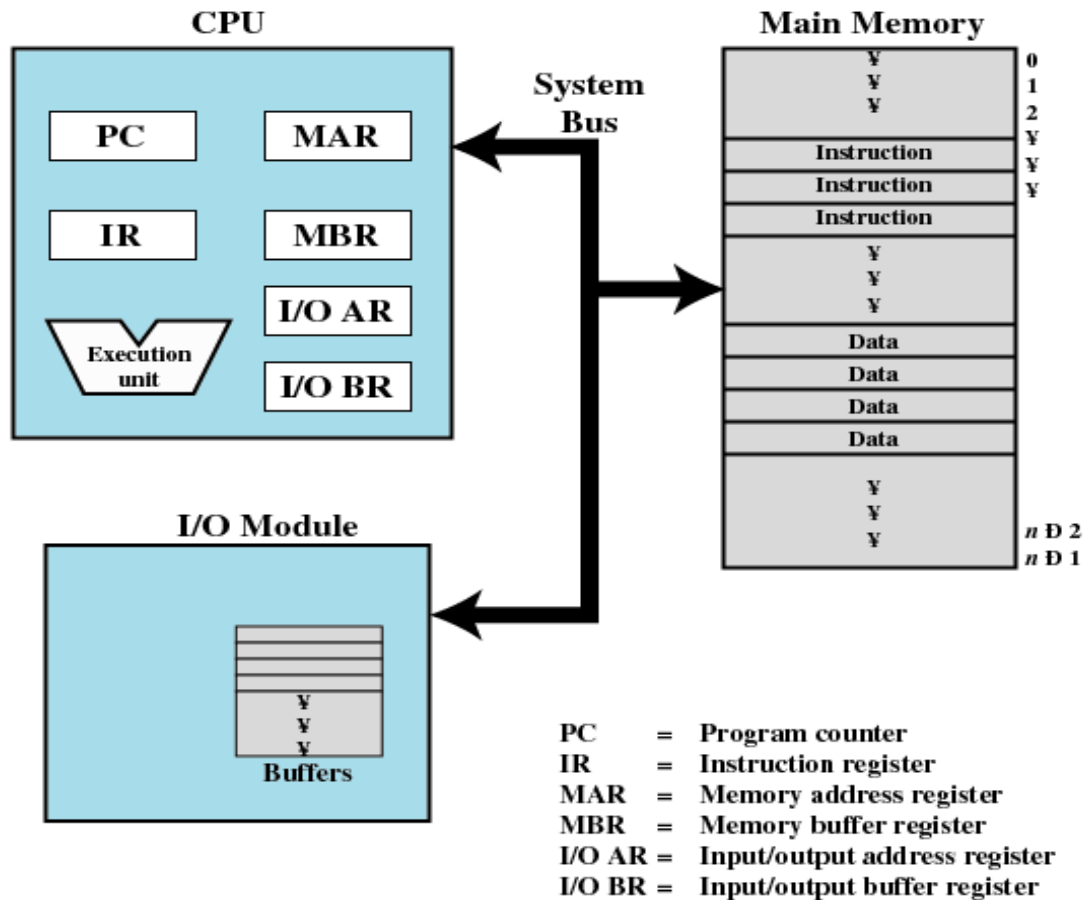 CPU
PC
MAR
IR
MBR
I/O AR
Execution
unit
I/O BR
System
Bus
Main Memory
¥
¥
¥
Instruction
Instruction
Instruction
¥
¥
¥
Data
Data
Data
Data
¥
¥
¥
0
1
2
¥
¥
¥
n Ð 2
n Ð 1
I/O Module
¥
¥
¥
Buffers
PC = Program counter
IR = Instruction register
MAR = Memory address register
MBR = Memory buffer register
I/O AR = Input/output address register
I/O BR = Input/output buffer register